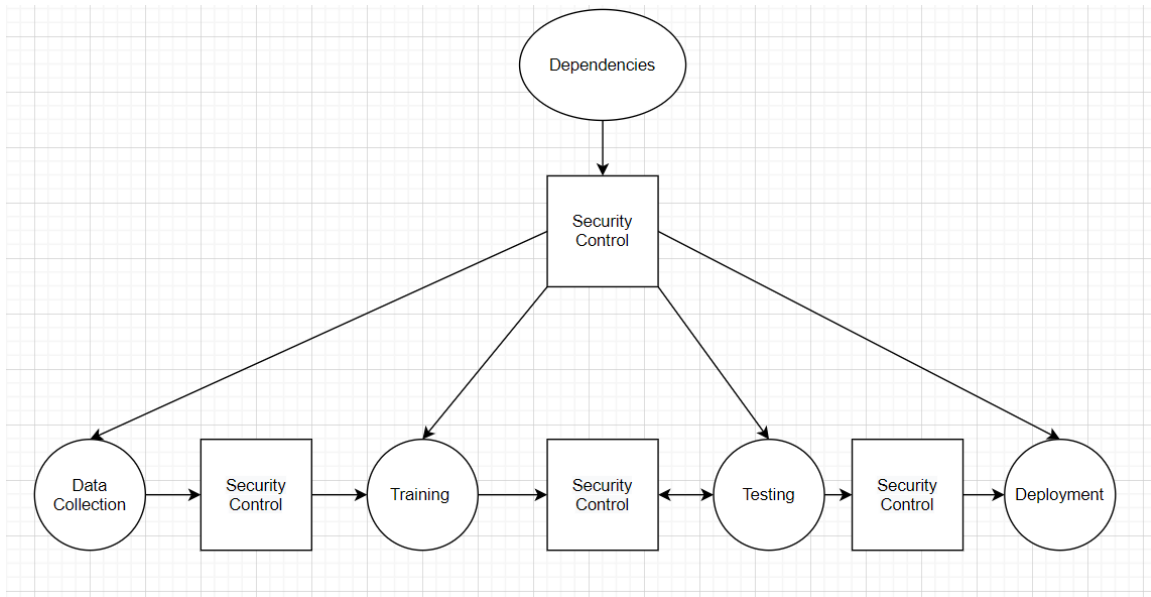 Dependencies
Security
Control
Data
Collection
Security
Control
Training
Security
Control
Testing
Security
Control
Deployment